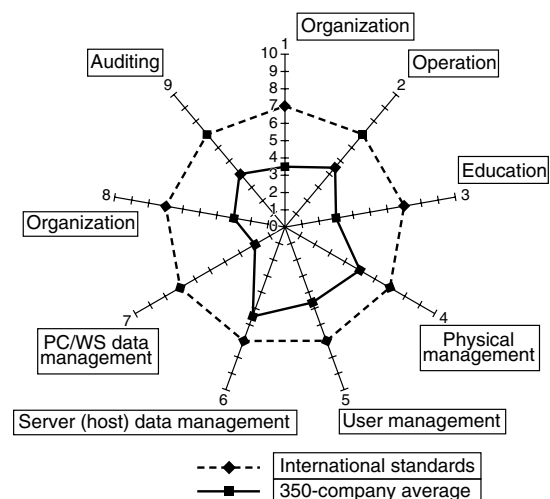 1
Organization
10
9
8
7
6
5
4
3
2
1
0
2
Operation
3
Education
4
Physical
management
5
User management
6
Server (host) data management
7
PC/WS data
management
8
Organization
9
Auditing
International standards
350-company average